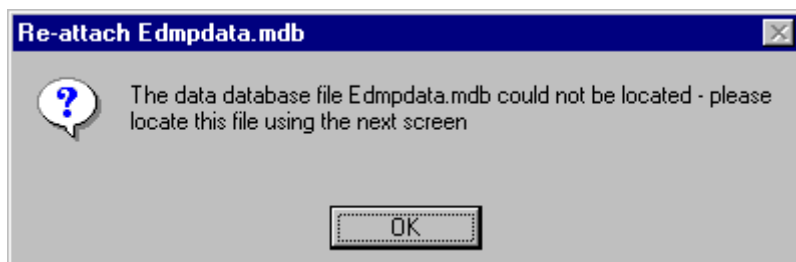 Re-attach Edmpdata.mdb
The data database file Edmpdata.mdb could not be located - please
locate this file using the next screen
OK